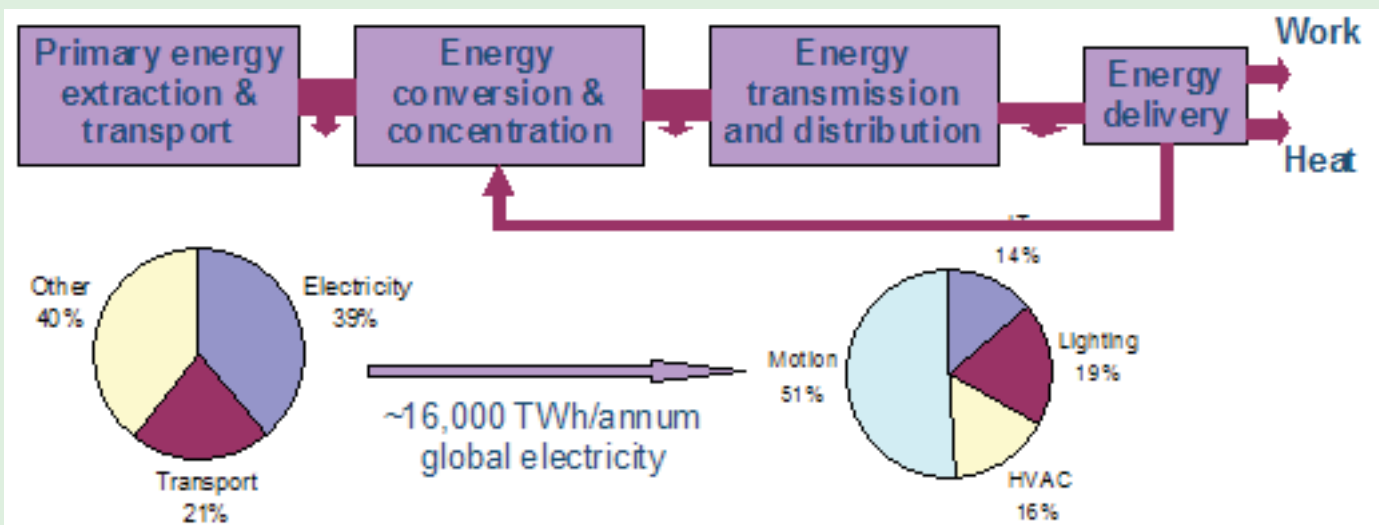 Primary energy
extraction &
transport
Energy
conversion &
concentration
Energy
transmission
and distribution
Energy
delivery
Work
Heat
Other
40%
Electricity
39%
Transport
21%
~16,000 TWh/annum
global electricity
14%
Lighting
19%
Motion
51%
HVAC
16%